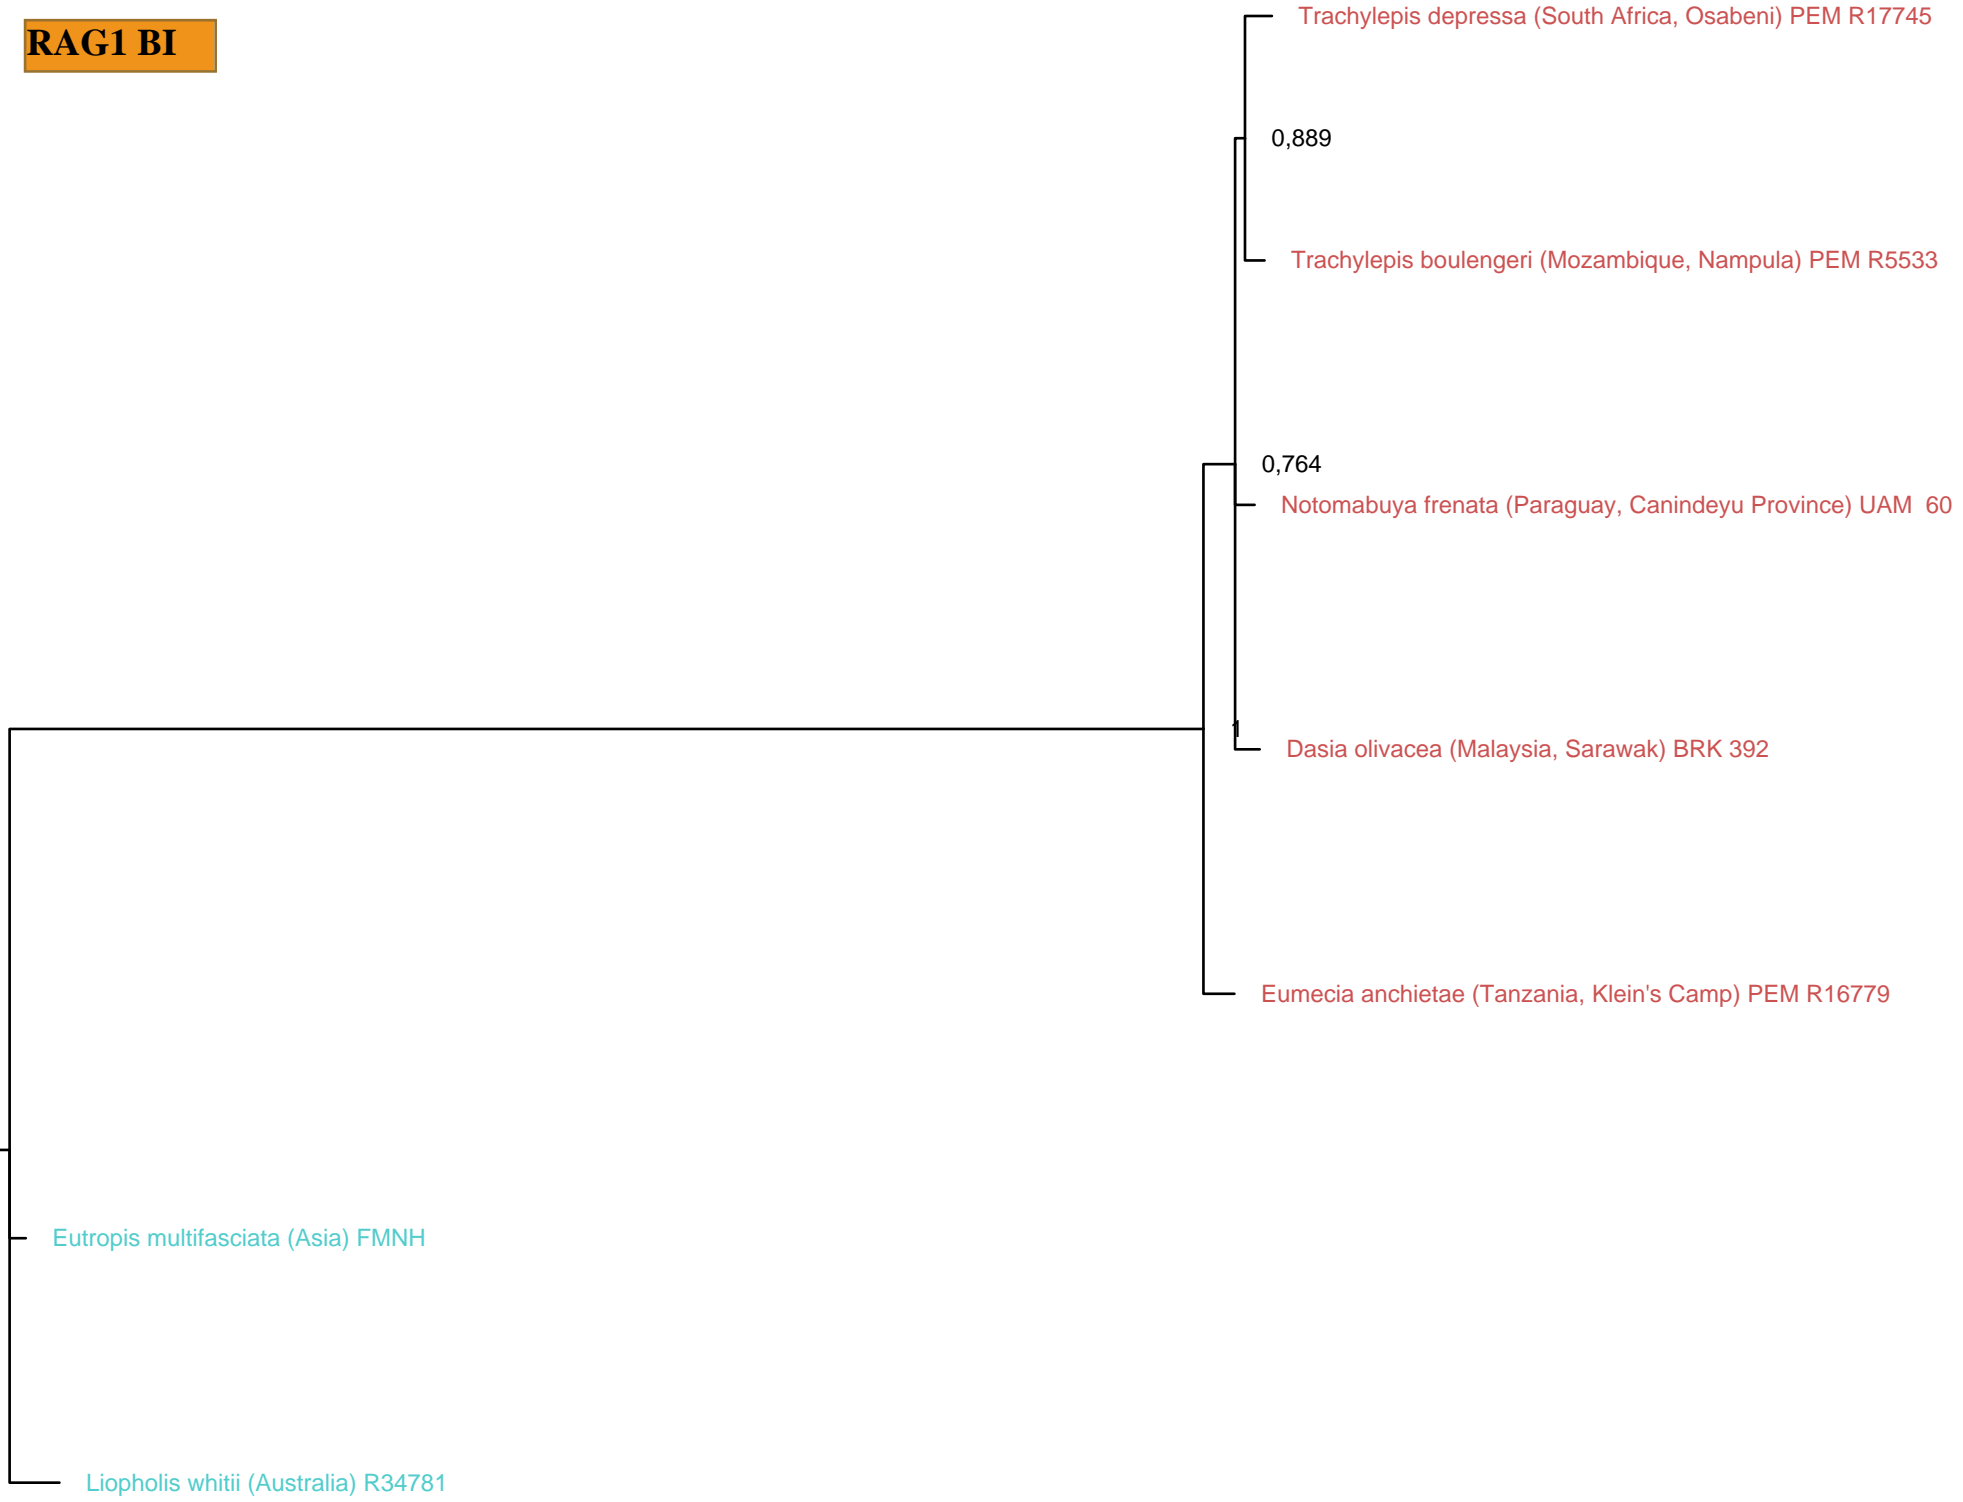 Trachylepis depressa (South Africa, Osabeni) PEM R17745
RAG1 BI
0,889
Trachylepis boulengeri (Mozambique, Nampula) PEM R5533
0,764
Notomabuya frenata (Paraguay, Canindeyu Province) UAM  60
1
Dasia olivacea (Malaysia, Sarawak) BRK 392
Eumecia anchietae (Tanzania, Klein's Camp) PEM R16779
Eutropis multifasciata (Asia) FMNH
Liopholis whitii (Australia) R34781